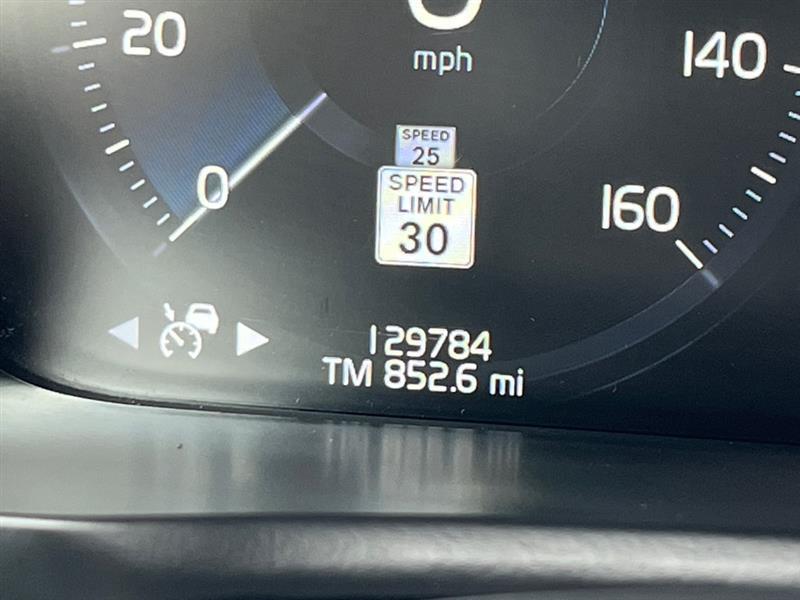 20
mph
140
SPEED
25
0
SPEED
LIMIT
30
160
129784
TM 852.6 mi